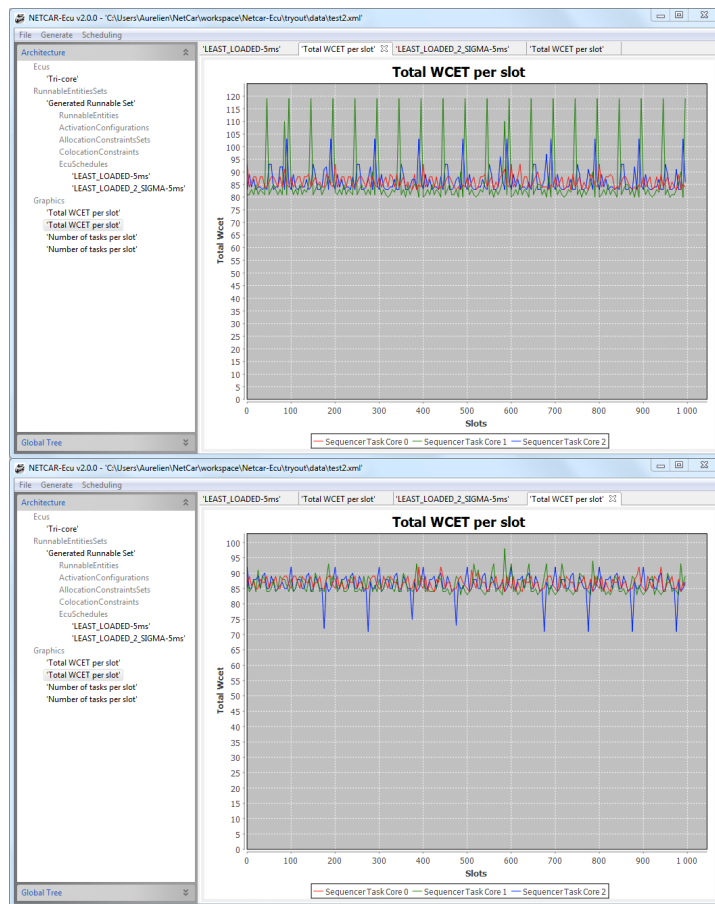 NETCAR-Ecu v2.0.0 - 'C:\Users\Aurelien\NetCar\workspace\Netcar-Ecu\tryout\data\test2.xml'
File Generate Scheduling
Architecture
Ecus
'Tri-core'
RunnableEntitiesSets
'Generated Runnable Set'
RunnableEntities
ActivationConfigurations
AllocationConstraintsSets
ColocationConstraints
EcuSchedules
'LEAST_LOADED-5ms'
'LEAST_LOADED_2_SIGMA-5ms'
Graphics
'Total WCET per slot'
'Total WCET per slot'
'Number of tasks per slot'
'Number of tasks per slot'
Global Tree
'LEAST_LOADED-5ms' 'Total WCET per slot' 'LEAST_LOADED_2_SIGMA-5ms' 'Total WCET per slot'
Total WCET per slot
Total Wcet
120
115
110
105
100
95
90
85
80
75
70
65
60
55
50
45
40
35
30
25
20
15
10
5
0
0 100 200 300 400 500 600 700 800 900 1 000
Slots
Sequencer Task Core 0 Sequencer Task Core 1 Sequencer Task Core 2
NETCAR-Ecu v2.0.0 - 'C:\Users\Aurelien\NetCar\workspace\Netcar-Ecu\tryout\data\test2.xml'
File Generate Scheduling
Architecture
Ecus
'Tri-core'
RunnableEntitiesSets
'Generated Runnable Set'
RunnableEntities
ActivationConfigurations
AllocationConstraintsSets
ColocationConstraints
EcuSchedules
'LEAST_LOADED-5ms'
'LEAST_LOADED_2_SIGMA-5ms'
Graphics
'Total WCET per slot'
'Total WCET per slot'
'Number of tasks per slot'
'Number of tasks per slot'
Global Tree
'LEAST_LOADED-5ms' 'Total WCET per slot' 'LEAST_LOADED_2_SIGMA-5ms' 'Total WCET per slot'
Total WCET per slot
Total Wcet
100
95
90
85
80
75
70
65
60
55
50
45
40
35
30
25
20
15
10
5
0
0 100 200 300 400 500 600 700 800 900 1 000
Slots
Sequencer Task Core 0 Sequencer Task Core 1 Sequencer Task Core 2